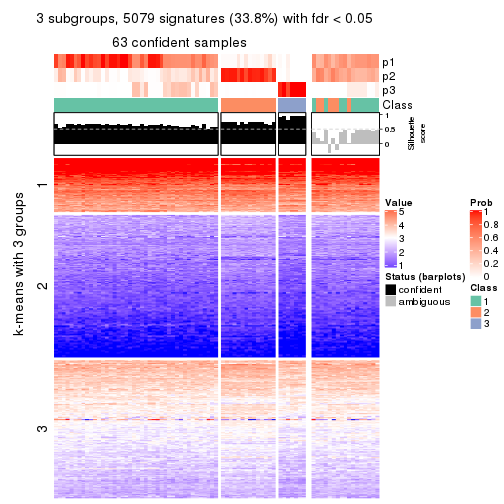 3 subgroups, 5079 signatures (33.8%) with fdr < 0.05
63 confident samples
p1
p2
p3
Class
1
0.5
0
Silhouette
score
k-means with 3 groups
1
2
3
Value
5
4
3
2
1
Status (barplots)
confident
ambiguous
Prob
1
0.8
0.6
0.4
0.2
0
Class
1
2
3